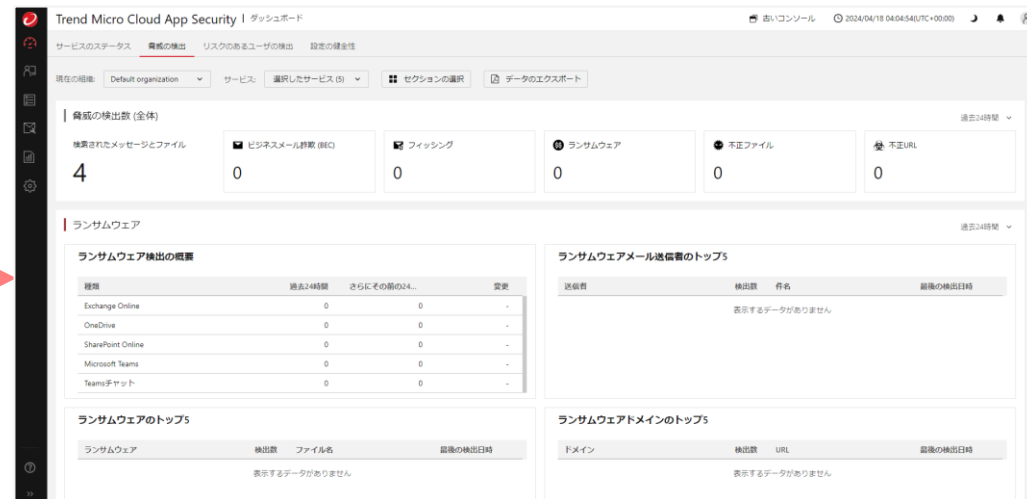 Trend Micro Cloud App Security | ダッシュボード 古いコンソール 2024/04/18 04:04:54(UTC+00:00)
サービスのステータス 脅威の検出 リスクのあるユーザの検出 設定の健全性
現在の組織: Default organization サービス: 選択したサービス (5) セクションの選択 データのエクスポート
脅威の検出数 (全体) 過去24時間
検索されたメッセージとファイル ビジネスメール詐欺 (BEC) フィッシング ランサムウェア 不正ファイル 不正URL
4 0 0 0 0 0
ランサムウェア 過去24時間
ランサムウェア検出の概要
種類 過去24時間 さらにその前の24... 変更
Exchange Online 0 0 -
OneDrive 0 0 -
SharePoint Online 0 0 -
Microsoft Teams 0 0 -
Teamsチャット 0 0 -
ランサムウェアメール送信者のトップ5
送信者 検出数 件名 最後の検出日時
表示するデータがありません
ランサムウェアのトップ5
ランサムウェア 検出数 ファイル名 最後の検出日時
表示するデータがありません
ランサムウェアドメインのトップ5
ドメイン 検出数 URL 最後の検出日時
表示するデータがありません